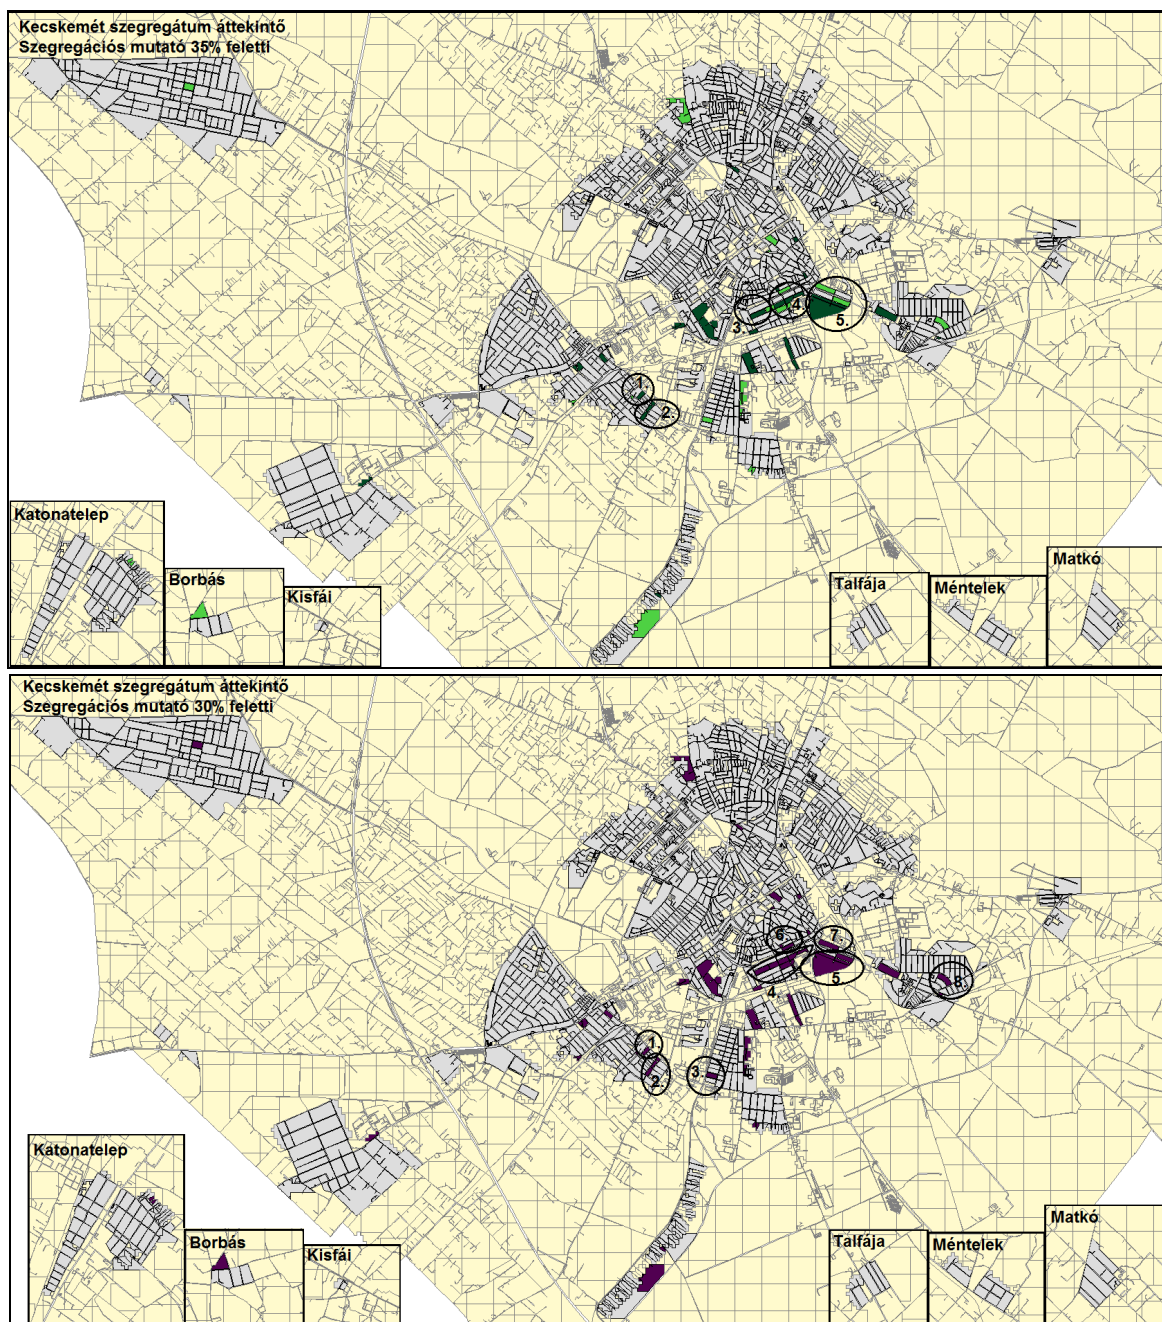 Kecskemét szegregátum áttekintő
Szegregációs mutató 35% feletti
4.
3.
5.
1.
2.
Katonatelep
Borbás
Kisfái
Talfája
Méntelek
Matkó
Kecskemét szegregátum áttekintő
Szegregációs mutató 30% feletti
6.
7.
4.
5.
8.
1.
2.
3.
Katonatelep
Borbás
Kisfái
Talfája
Méntelek
Matkó